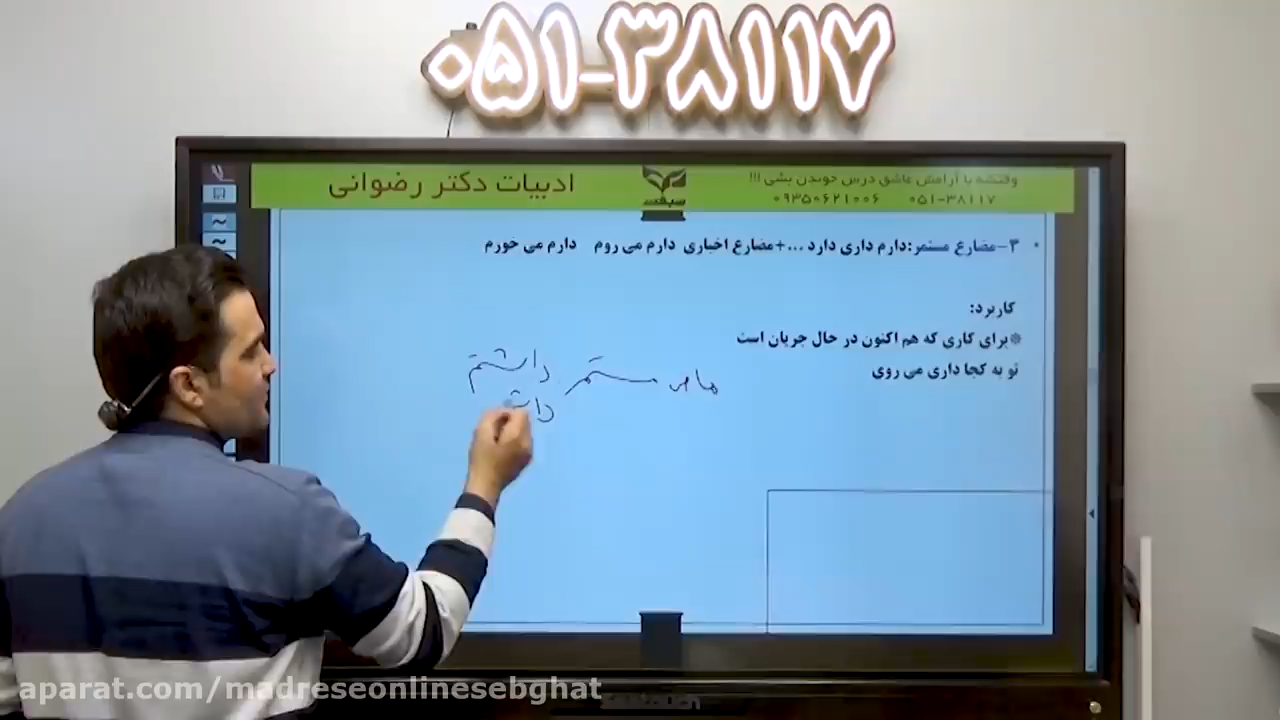 ۰۵۱-۳۸۱۱۷
وقتشه با آرامش عاشق درس خوندن بشی !!!
۰۵۱-۳۸۱۱۷ ۰۹۳۵۰۶۲۱۰۰۶
سبقت
ادبیات دکتر رضوانی
• ۳-مضارع مستمر:دارم داری دارد ...+مضارع اخباری دارم می روم دارم می خورم
کاربرد:
※برای کاری که هم اکنون در حال جریان است
تو به کجا داری می روی
ماضی مستمر داشتم
aparat.com/madreseonlinesebghat